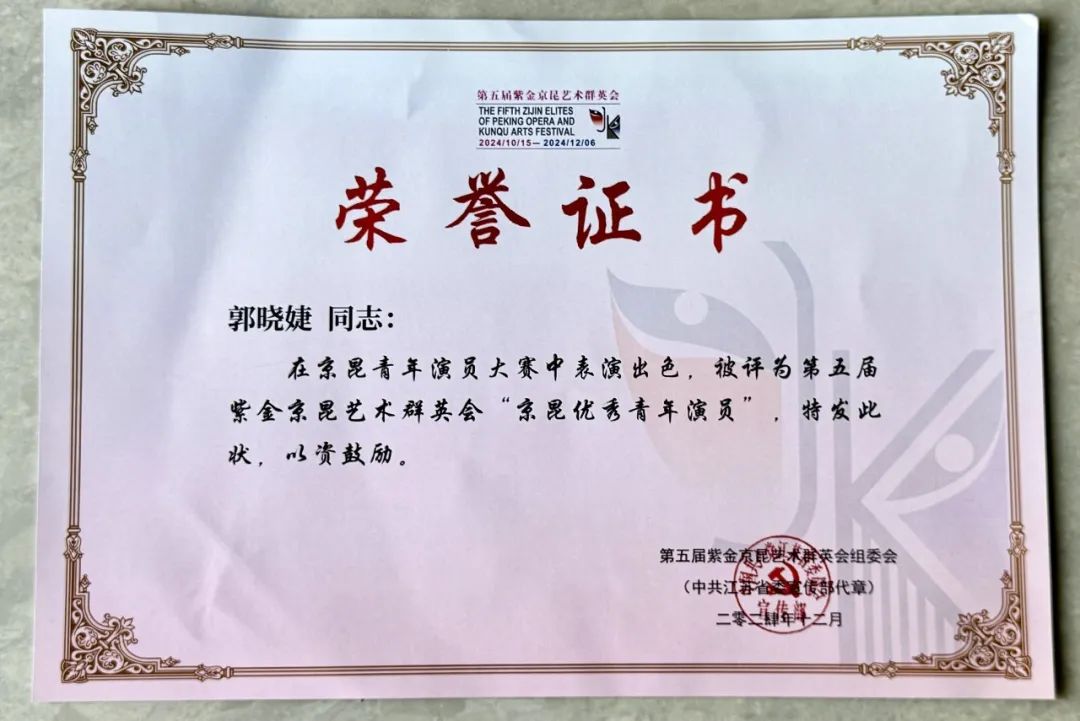 第五届紫金京昆艺术群英会
THE FIFTH ZIJIN ELITES
OF PEKING OPERA AND
KUNQU ARTS FESTIVAL
2024/10/15— 2024/12/06
荣誉证书
郭晓婕 同志：
在京昆青年演员大赛中表演出色，被评为第五届
紫金京昆艺术群英会“京昆优秀青年演员”，特发此
状，以资鼓励。
第五届紫金京昆艺术群英会组委会
（中共江苏省委宣传部代章）
二零二肆年十二月
宣传部